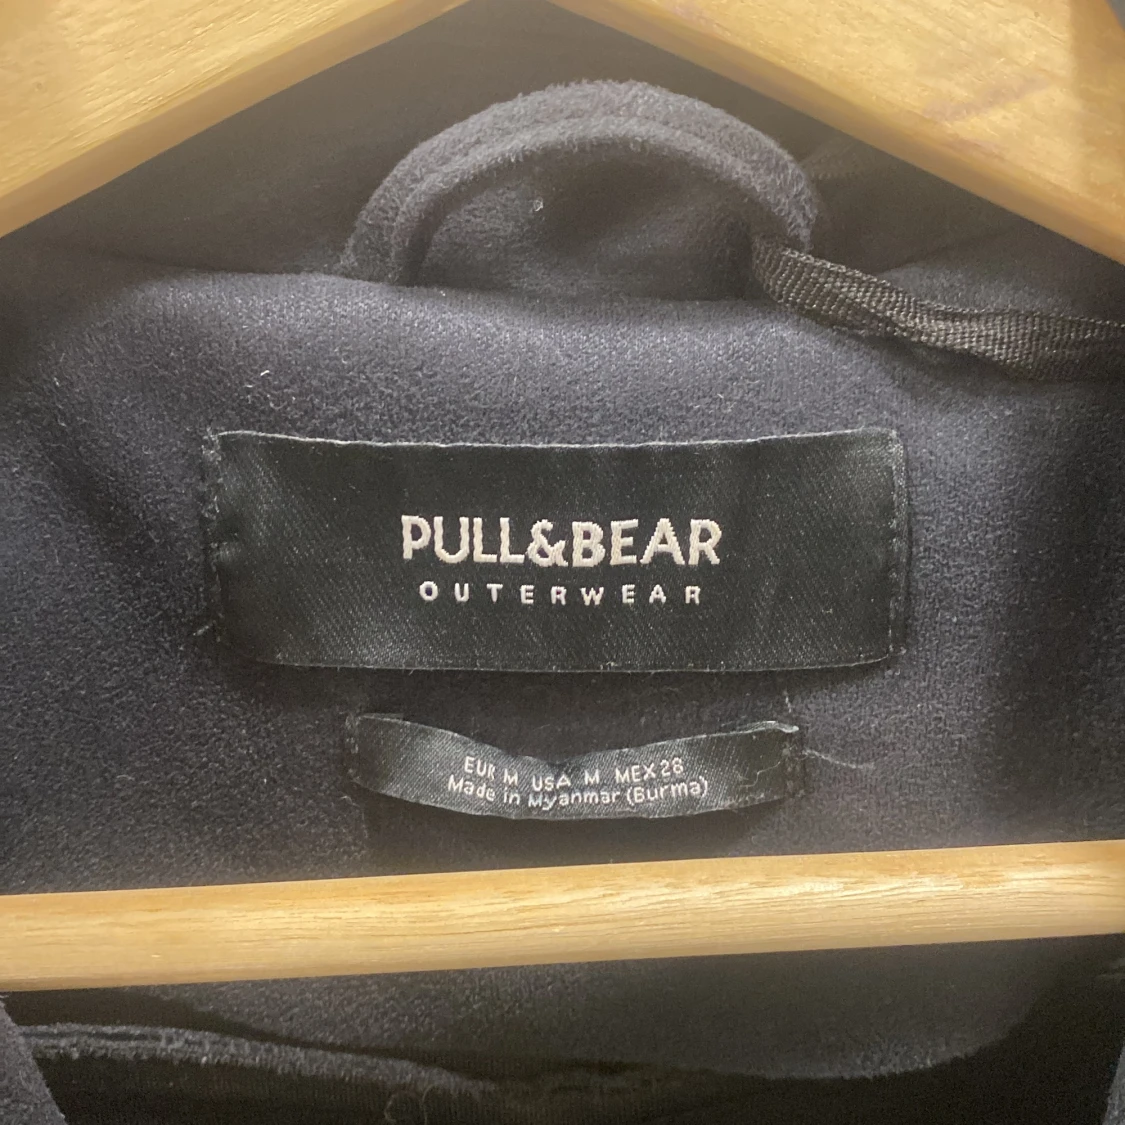 PULL&BEAR
OUTERWEAR
EUR M USA M MEX 28
Made in Myanmar (Burma)